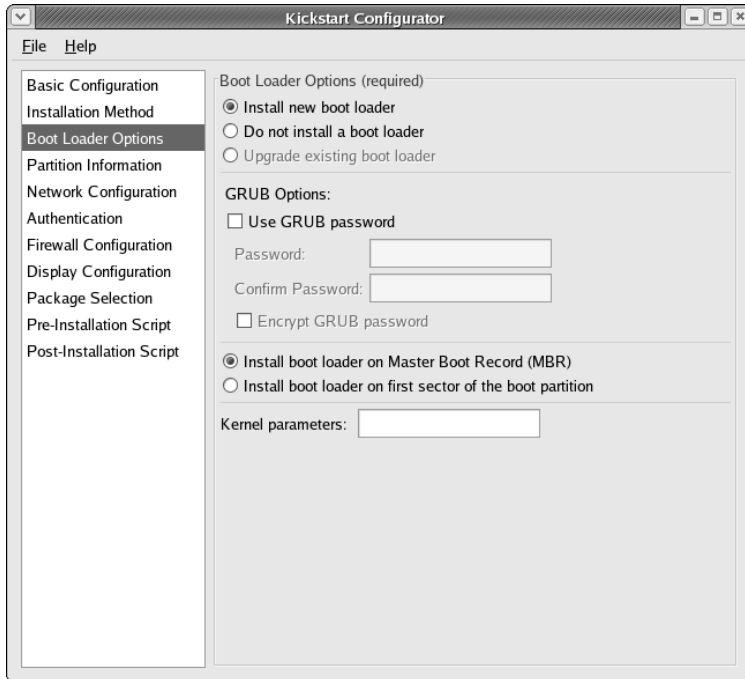 Kickstart Configurator
File Help
Basic Configuration
Installation Method
Boot Loader Options
Partition Information
Network Configuration
Authentication
Firewall Configuration
Display Configuration
Package Selection
Pre-Installation Script
Post-Installation Script
Boot Loader Options (required)
Install new boot loader
Do not install a boot loader
Upgrade existing boot loader
GRUB Options:
Use GRUB password
Password:
Confirm Password:
Encrypt GRUB password
Install boot loader on Master Boot Record (MBR)
Install boot loader on first sector of the boot partition
Kernel parameters: